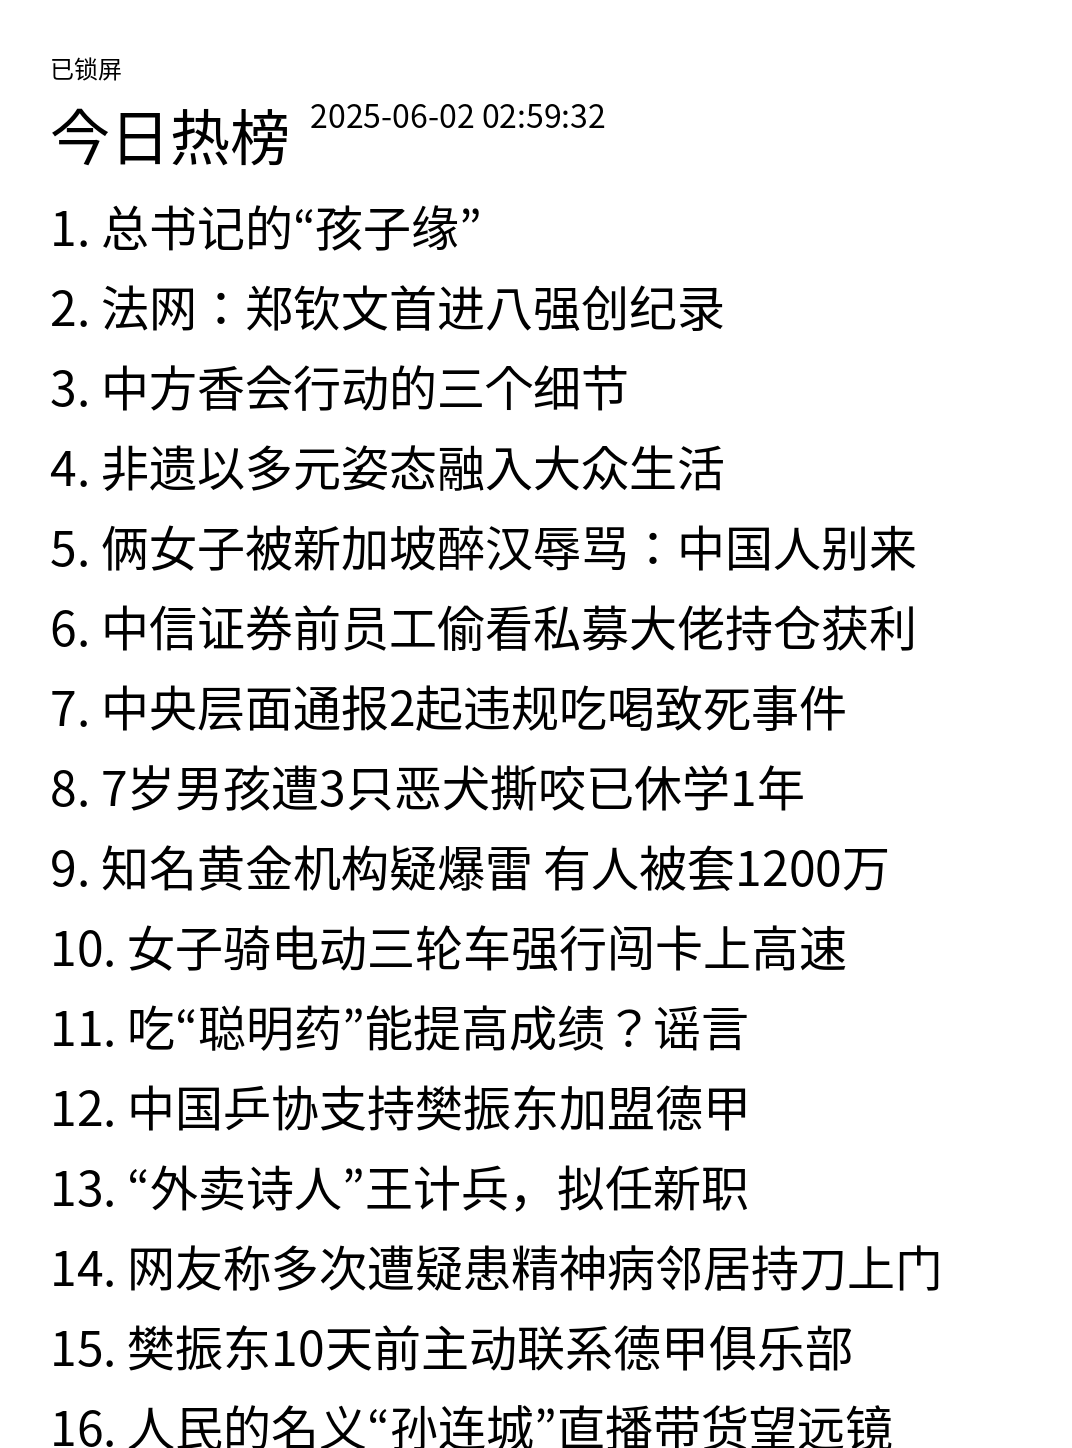 已锁屏
今日热榜 2025-06-02 02:59:32
1. 总书记的“孩子缘”
2. 法网：郑钦文首进八强创纪录
3. 中方香会行动的三个细节
4. 非遗以多元姿态融入大众生活
5. 俩女子被新加坡醉汉辱骂：中国人别来
6. 中信证券前员工偷看私募大佬持仓获利
7. 中央层面通报2起违规吃喝致死事件
8. 7岁男孩遭3只恶犬撕咬已休学1年
9. 知名黄金机构疑爆雷 有人被套1200万
10. 女子骑电动三轮车强行闯卡上高速
11. 吃“聪明药”能提高成绩？谣言
12. 中国乒协支持樊振东加盟德甲
13. “外卖诗人”王计兵，拟任新职
14. 网友称多次遭疑患精神病邻居持刀上门
15. 樊振东10天前主动联系德甲俱乐部
16. 人民的名义“孙连城”直播带货望远镜